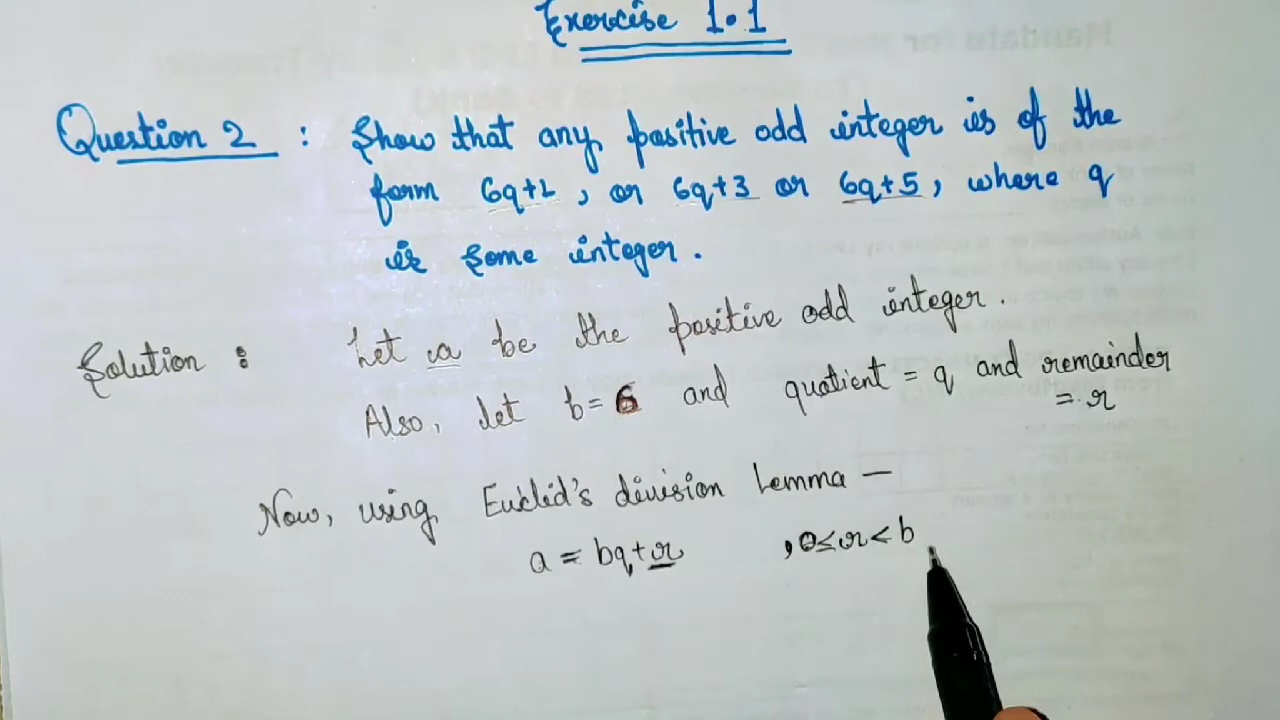 Exercise 1.1
Question 2 : Show that any positive odd integer is of the
form 6q+1, or 6q+3 or 6q+5, where q
is some integer.
Solution : Let a be the positive odd integer.
Also, let b=6 and quotient = q and remainder
= r
Now, using Euclid's division Lemma —
a = bq+r , 0≤r<b